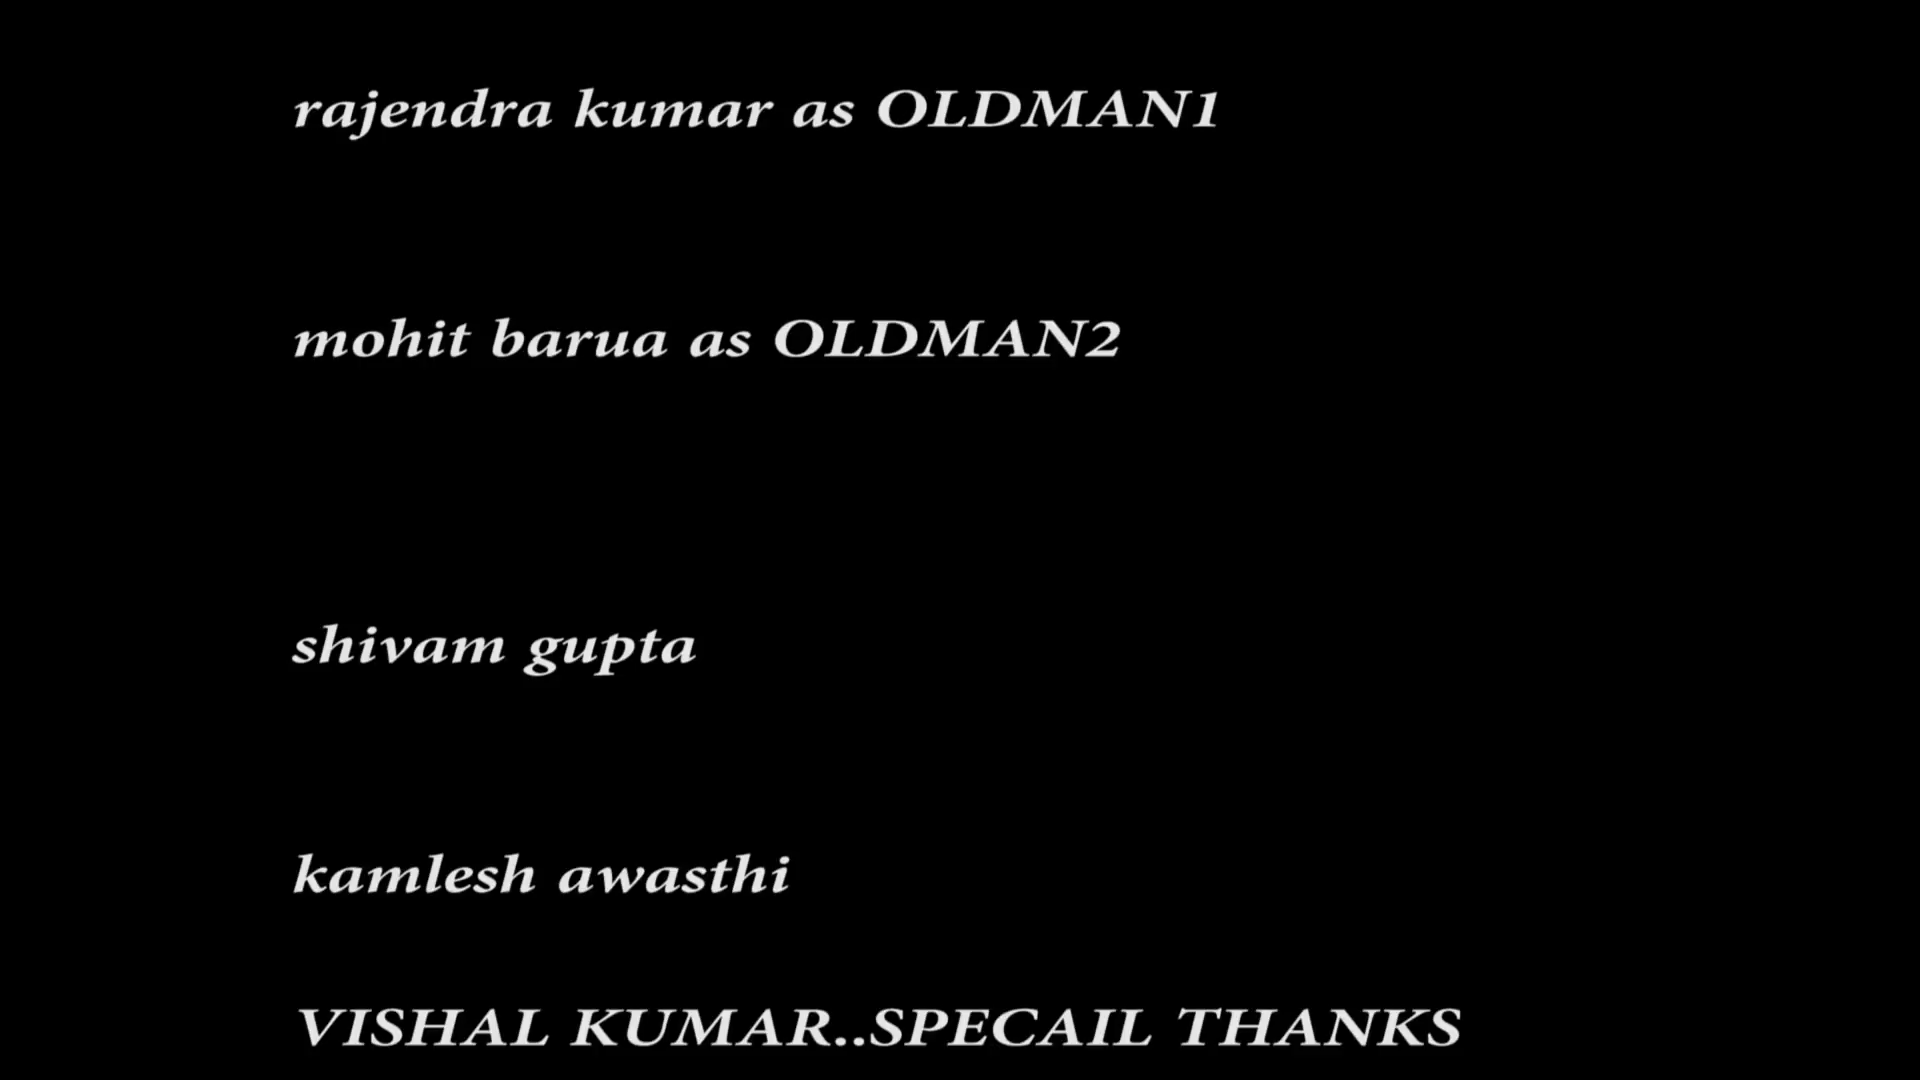 rajendra kumar as OLDMAN1
mohit barua as OLDMAN2
shivam gupta
kamlesh awasthi
VISHAL KUMAR..SPECAIL THANKS